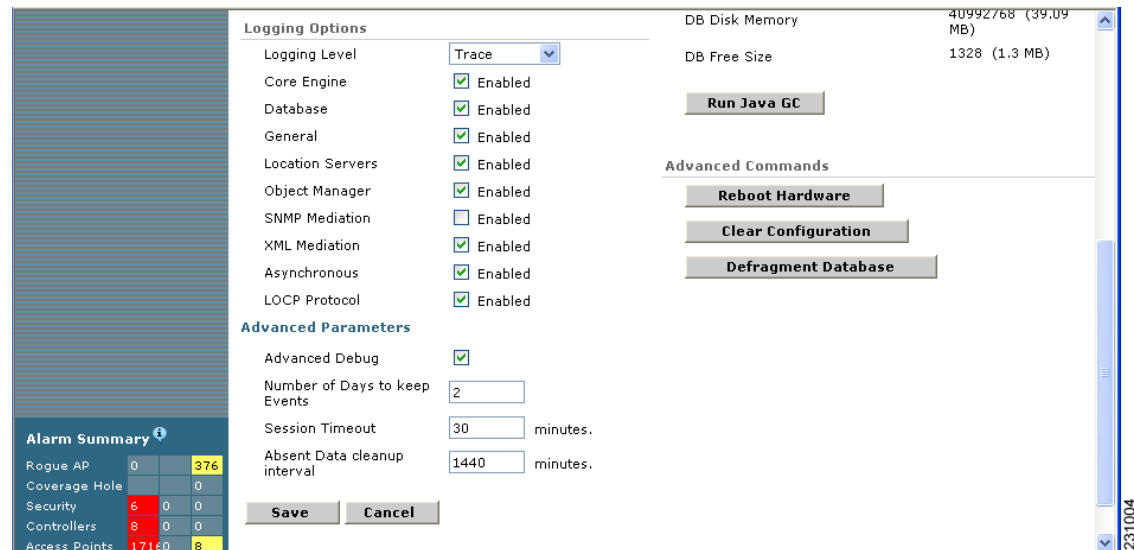 Logging Options
Logging Level Trace
Core Engine Enabled
Database Enabled
General Enabled
Location Servers Enabled
Object Manager Enabled
SNMP Mediation Enabled
XML Mediation Enabled
Asynchronous Enabled
LOCP Protocol Enabled
Advanced Parameters
Advanced Debug
Number of Days to keep
Events
2
Session Timeout 30 minutes.
Absent Data cleanup
interval
1440 minutes.
Save Cancel
DB Disk Memory
40992768 (39.09
MB)
DB Free Size 1328 (1.3 MB)
Run Java GC
Advanced Commands
Reboot Hardware
Clear Configuration
Defragment Database
Alarm Summary
Rogue AP 0 376
Coverage Hole 0
Security 6 0 0
Controllers 8 0 0
Access Points 8
231004